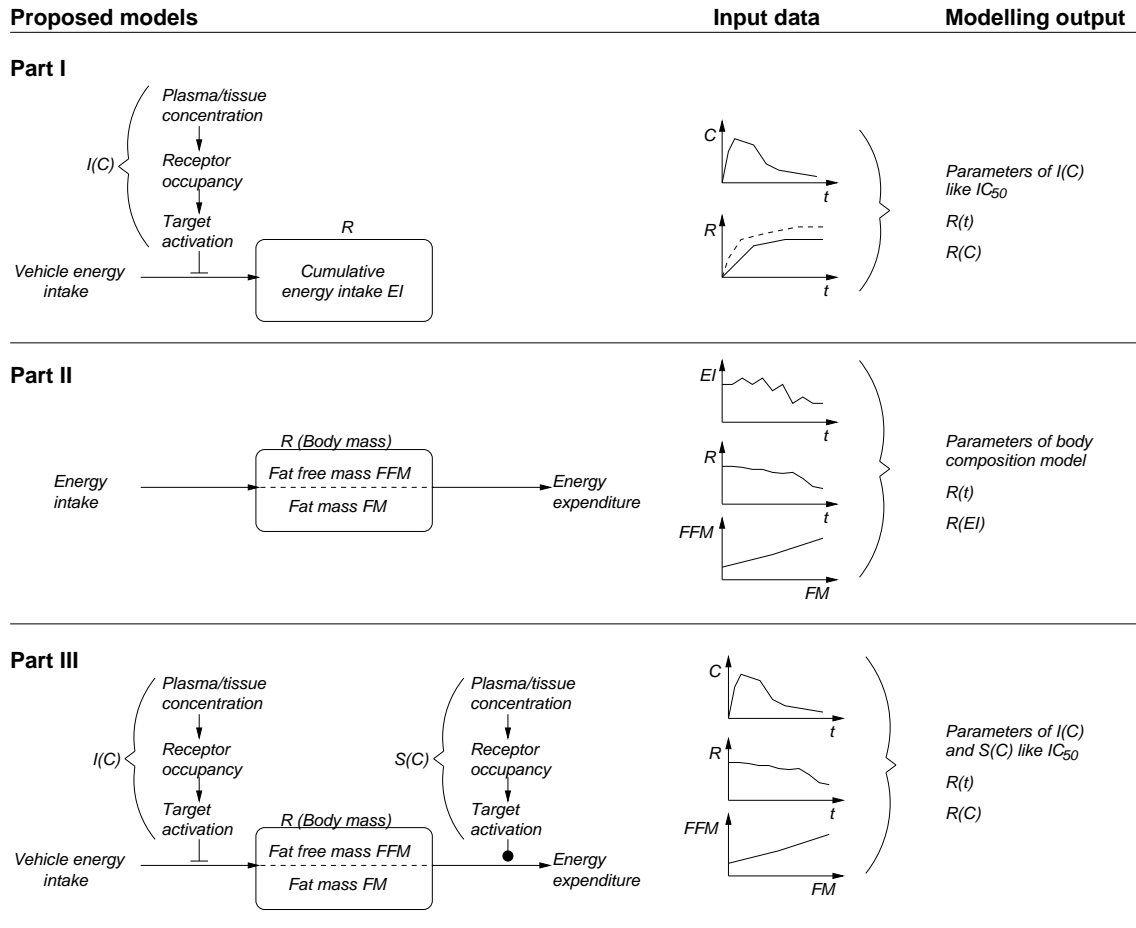 Proposed models
Input data
Modelling output
Part I
Plasma/tissue
concentration
I(C)
Receptor
occupancy
Target
activation
R
Vehicle energy
intake
Cumulative
energy intake EI
C
t
R
t
Parameters of I(C)
like IC50
R(t)
R(C)
Part II
R (Body mass)
Energy
intake
Fat free mass FFM
Fat mass FM
Energy
expenditure
EI
t
R
t
FFM
FM
Parameters of body
composition model
R(t)
R(EI)
Part III
Plasma/tissue
concentration
I(C)
Receptor
occupancy
Target
activation
Plasma/tissue
concentration
S(C)
Receptor
occupancy
Target
activation
R (Body mass)
Vehicle energy
intake
Fat free mass FFM
Fat mass FM
Energy
expenditure
C
t
R
t
FFM
FM
Parameters of I(C)
and S(C) like IC50
R(t)
R(C)